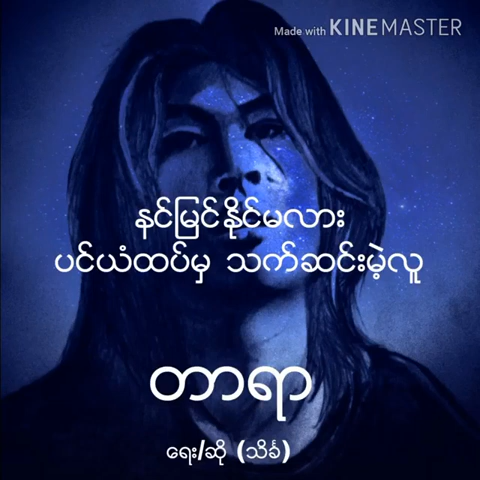 Made with KINEMASTER
နင်မြင်နိုင်မလား
ပင်ယံထပ်မှ သက်ဆင်းမဲ့လူ
တာရာ
ရေး/ဆို (သိင်္ခ)